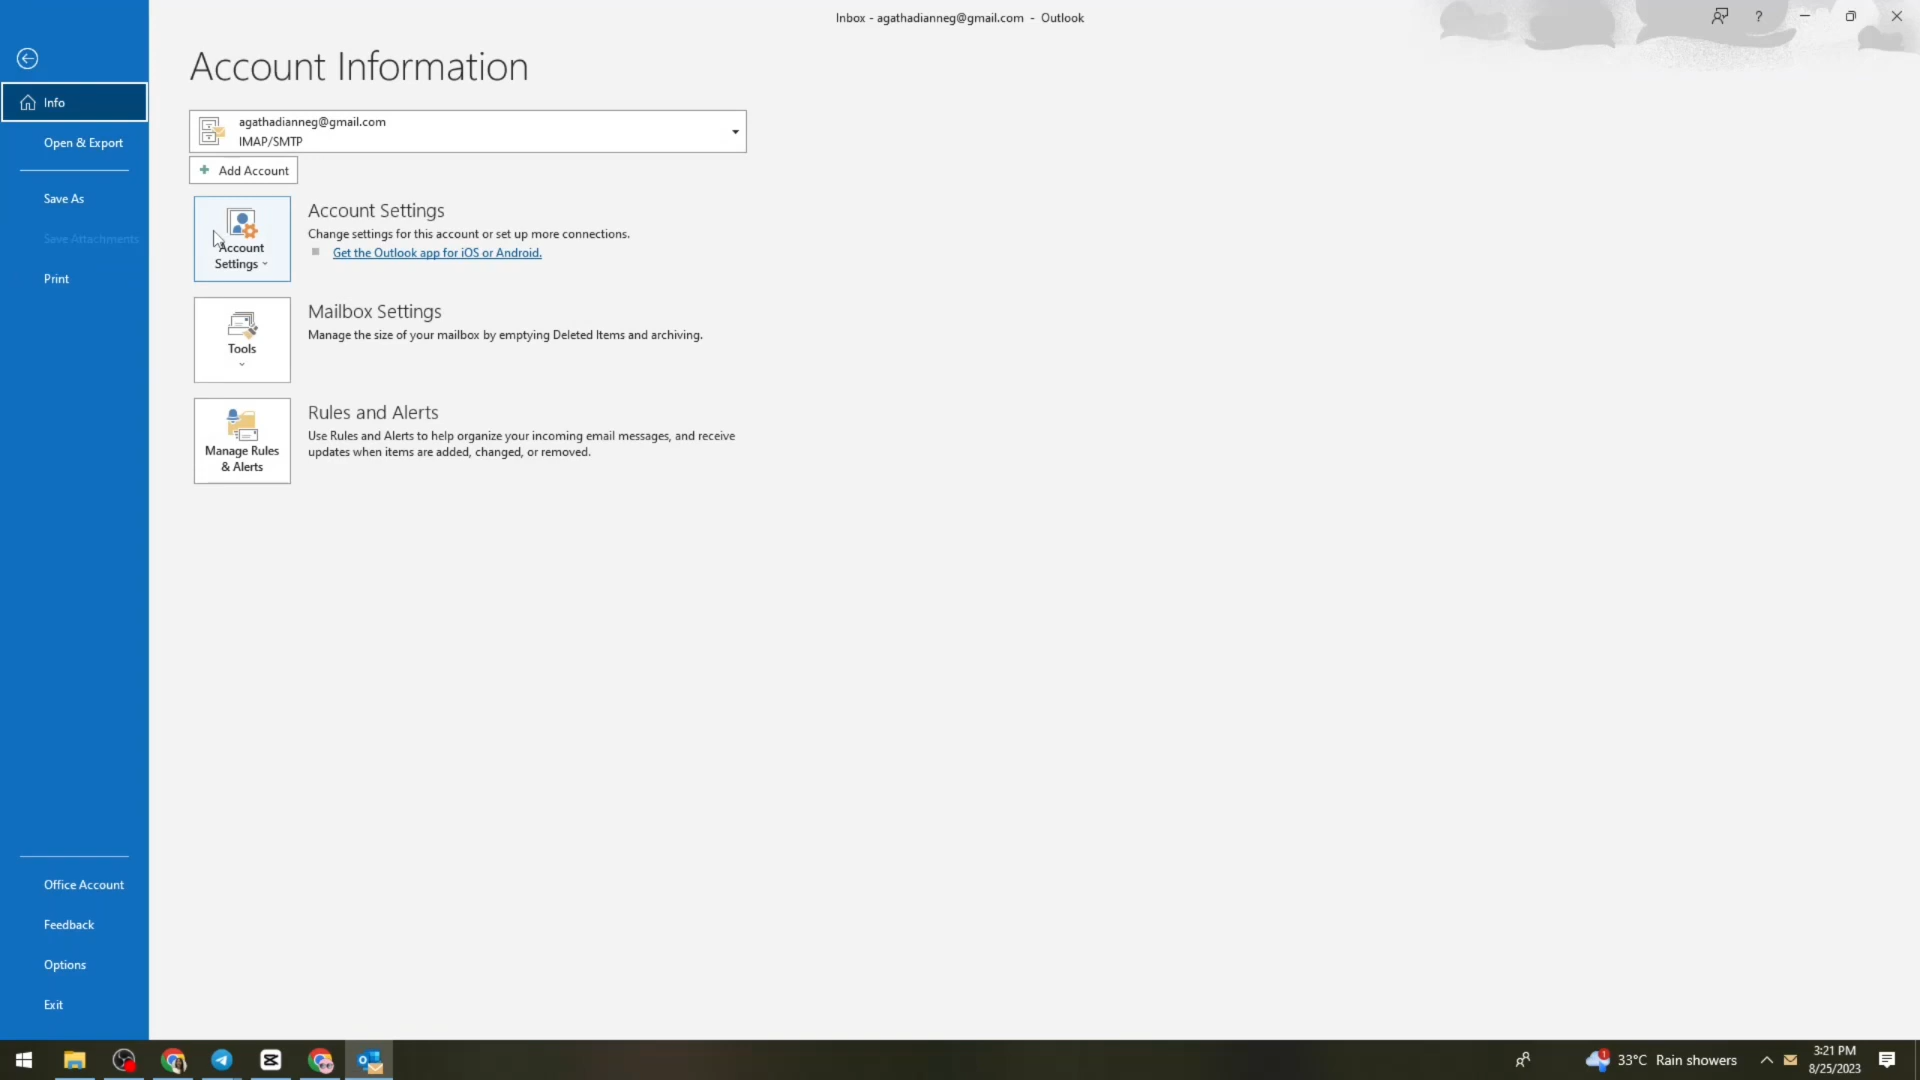 Inbox - agathadianneg@gmail.com - Outlook
?
Account Information
Info
Open & Export
Save As
Save Attachments
Print
Office Account
Feedback
Options
Exit
agathadianneg@gmail.com
IMAP/SMTP
Add Account
Account
Settings
Account Settings
Change settings for this account or set up more connections.
Get the Outlook app for iOS or Android.
Tools
Mailbox Settings
Manage the size of your mailbox by emptying Deleted Items and archiving.
Manage Rules
& Alerts
Rules and Alerts
Use Rules and Alerts to help organize your incoming email messages, and receive
updates when items are added, changed, or removed.
1
33°C Rain showers
3:21 PM
8/25/2023